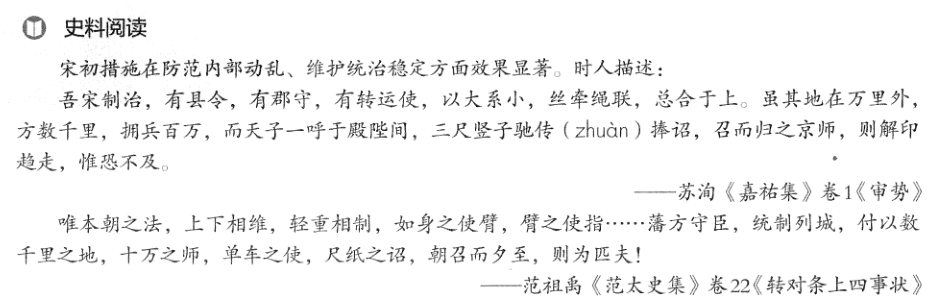 史料阅读
宋初措施在防范内部动乱、维护统治稳定方面效果显著。时人描述：
吾宋制治，有县令，有郡守，有转运使，以大系小，丝牵绳联，总合于上。虽其地在万里外，
方数千里，拥兵百万，而天子一呼于殿陛间，三尺竖子驰传（zhuàn）捧诏，召而归之京师，则解印
趋走，惟恐不及。
——苏洵《嘉祐集》卷1《审势》
唯本朝之法，上下相维，轻重相制，如身之使臂，臂之使指……藩方守臣，统制列城，付以数
千里之地，十万之师，单车之使，尺纸之诏，朝召而夕至，则为匹夫！
——范祖禹《范太史集》卷22《转对条上四事状》